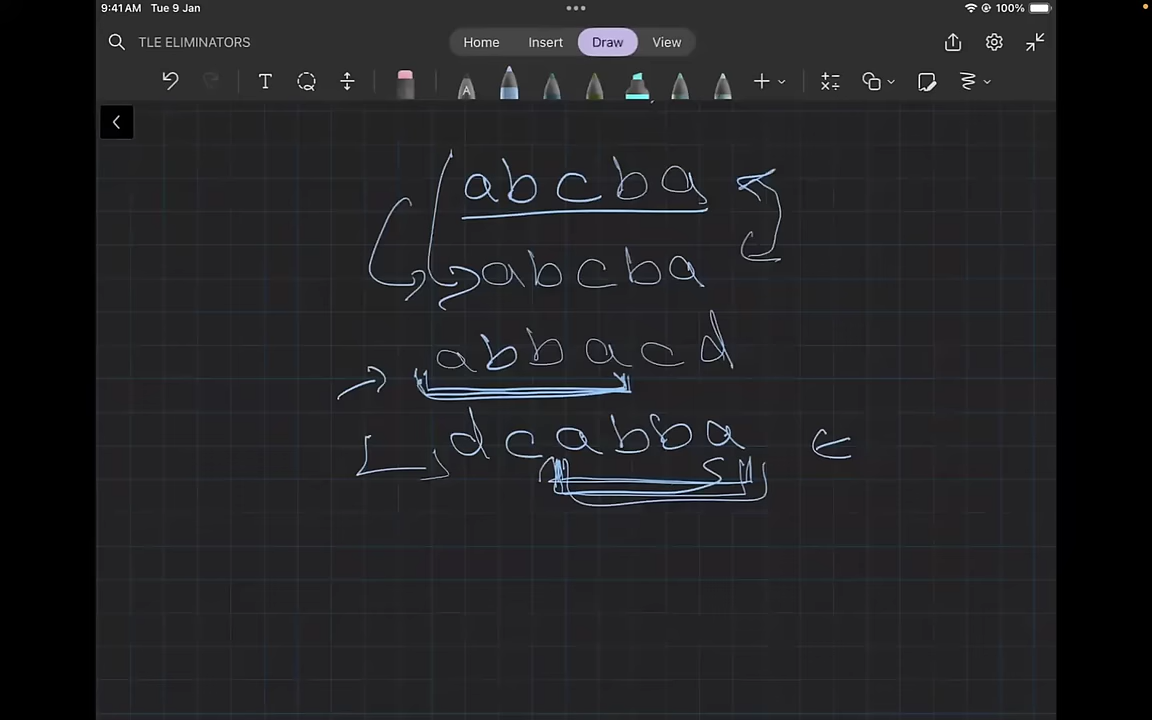 9:41 AM Tue 9 Jan 100%
TLE ELIMINATORS Home Insert Draw View
T A
abcba
abcba
abbacd
dcabba